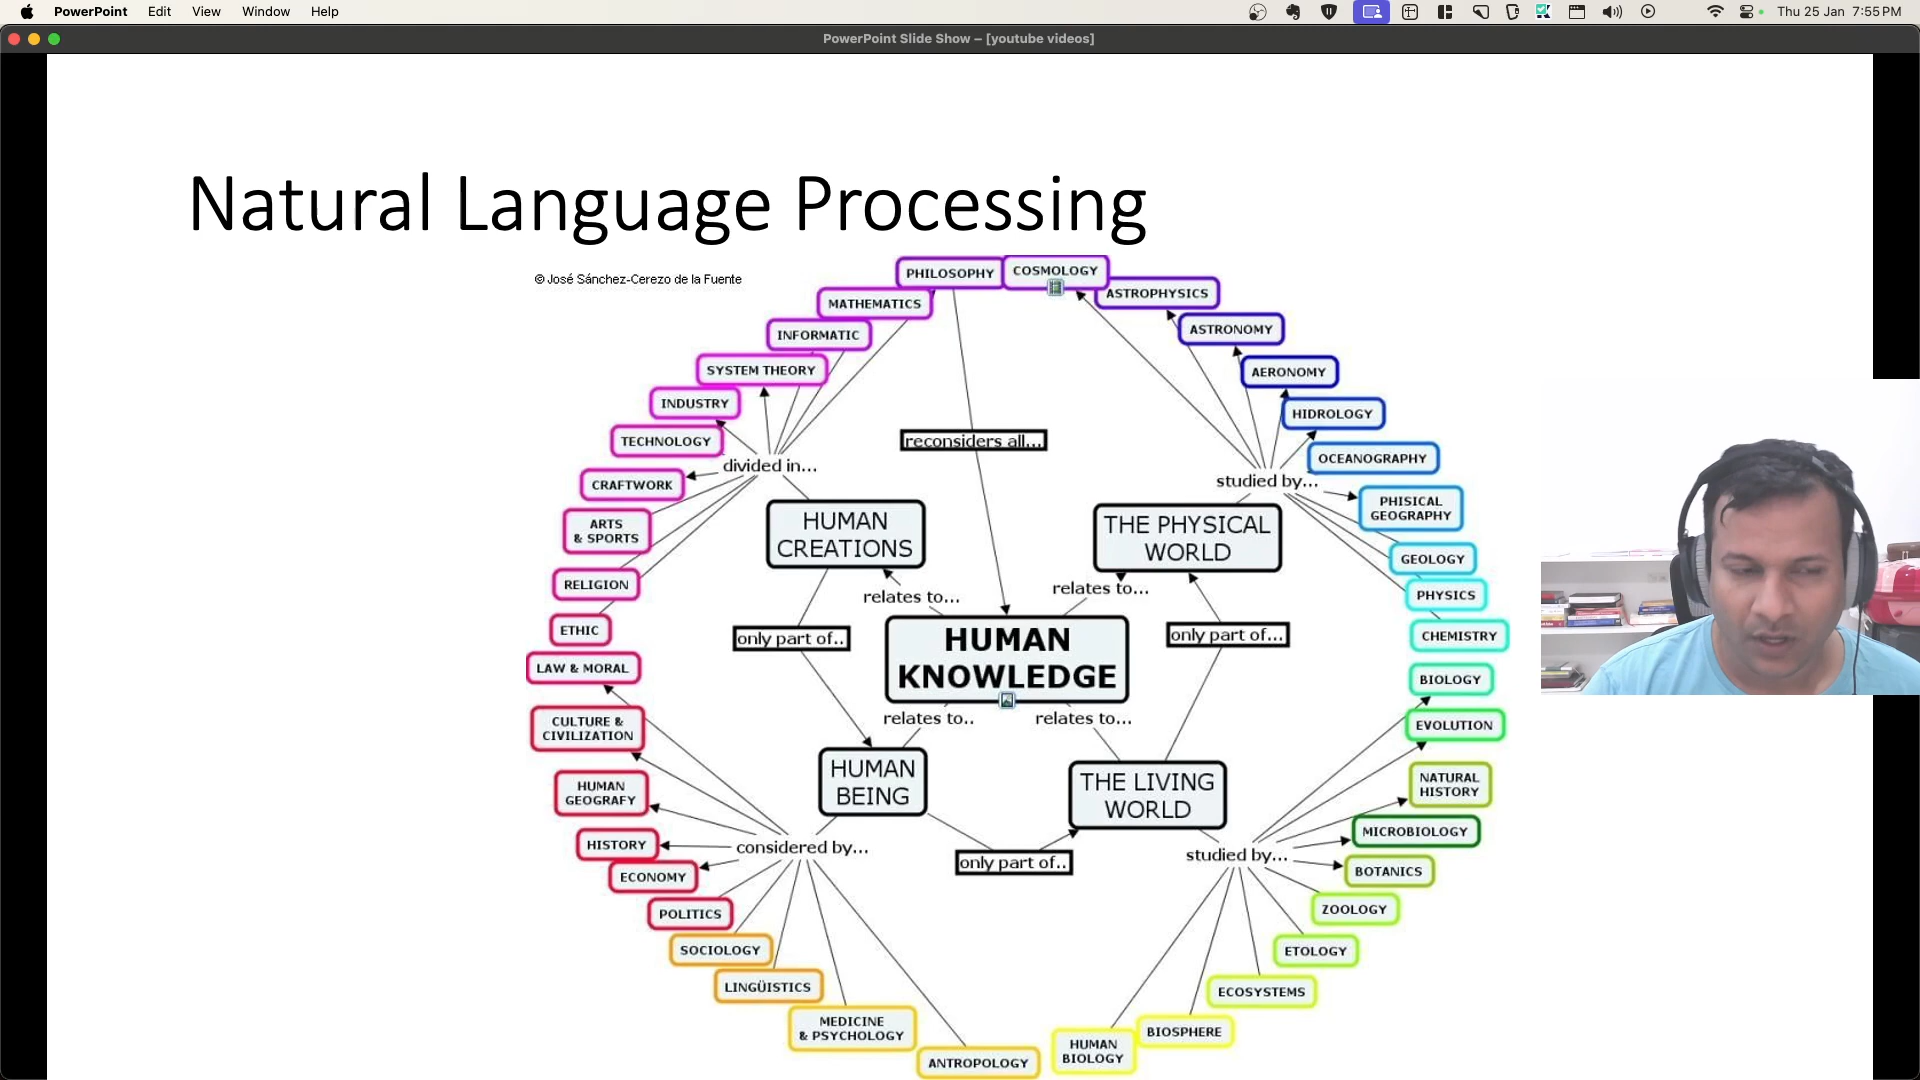 PowerPoint Edit View Window Help
Thu 25 Jan 7:55 PM
PowerPoint Slide Show – [youtube videos]
Natural Language Processing
© José Sánchez-Cerezo de la Fuente
PHILOSOPHY
COSMOLOGY
MATHEMATICS
ASTROPHYSICS
INFORMATIC
ASTRONOMY
SYSTEM THEORY
AERONOMY
INDUSTRY
HIDROLOGY
TECHNOLOGY
reconsiders all...
OCEANOGRAPHY
divided in...
studied by...
CRAFTWORK
PHISICAL
GEOGRAPHY
ARTS
& SPORTS
HUMAN
CREATIONS
THE PHYSICAL
WORLD
GEOLOGY
RELIGION
relates to...
relates to...
PHYSICS
ETHIC
only part of..
HUMAN
KNOWLEDGE
only part of...
CHEMISTRY
LAW & MORAL
BIOLOGY
CULTURE &
CIVILIZATION
relates to..
relates to...
EVOLUTION
HUMAN
GEOGRAFY
HUMAN
BEING
THE LIVING
WORLD
NATURAL
HISTORY
HISTORY
considered by...
only part of..
studied by...
MICROBIOLOGY
ECONOMY
BOTANICS
POLITICS
ZOOLOGY
SOCIOLOGY
ETOLOGY
LINGÜISTICS
ECOSYSTEMS
MEDICINE
& PSYCHOLOGY
BIOSPHERE
ANTROPOLOGY
HUMAN
BIOLOGY